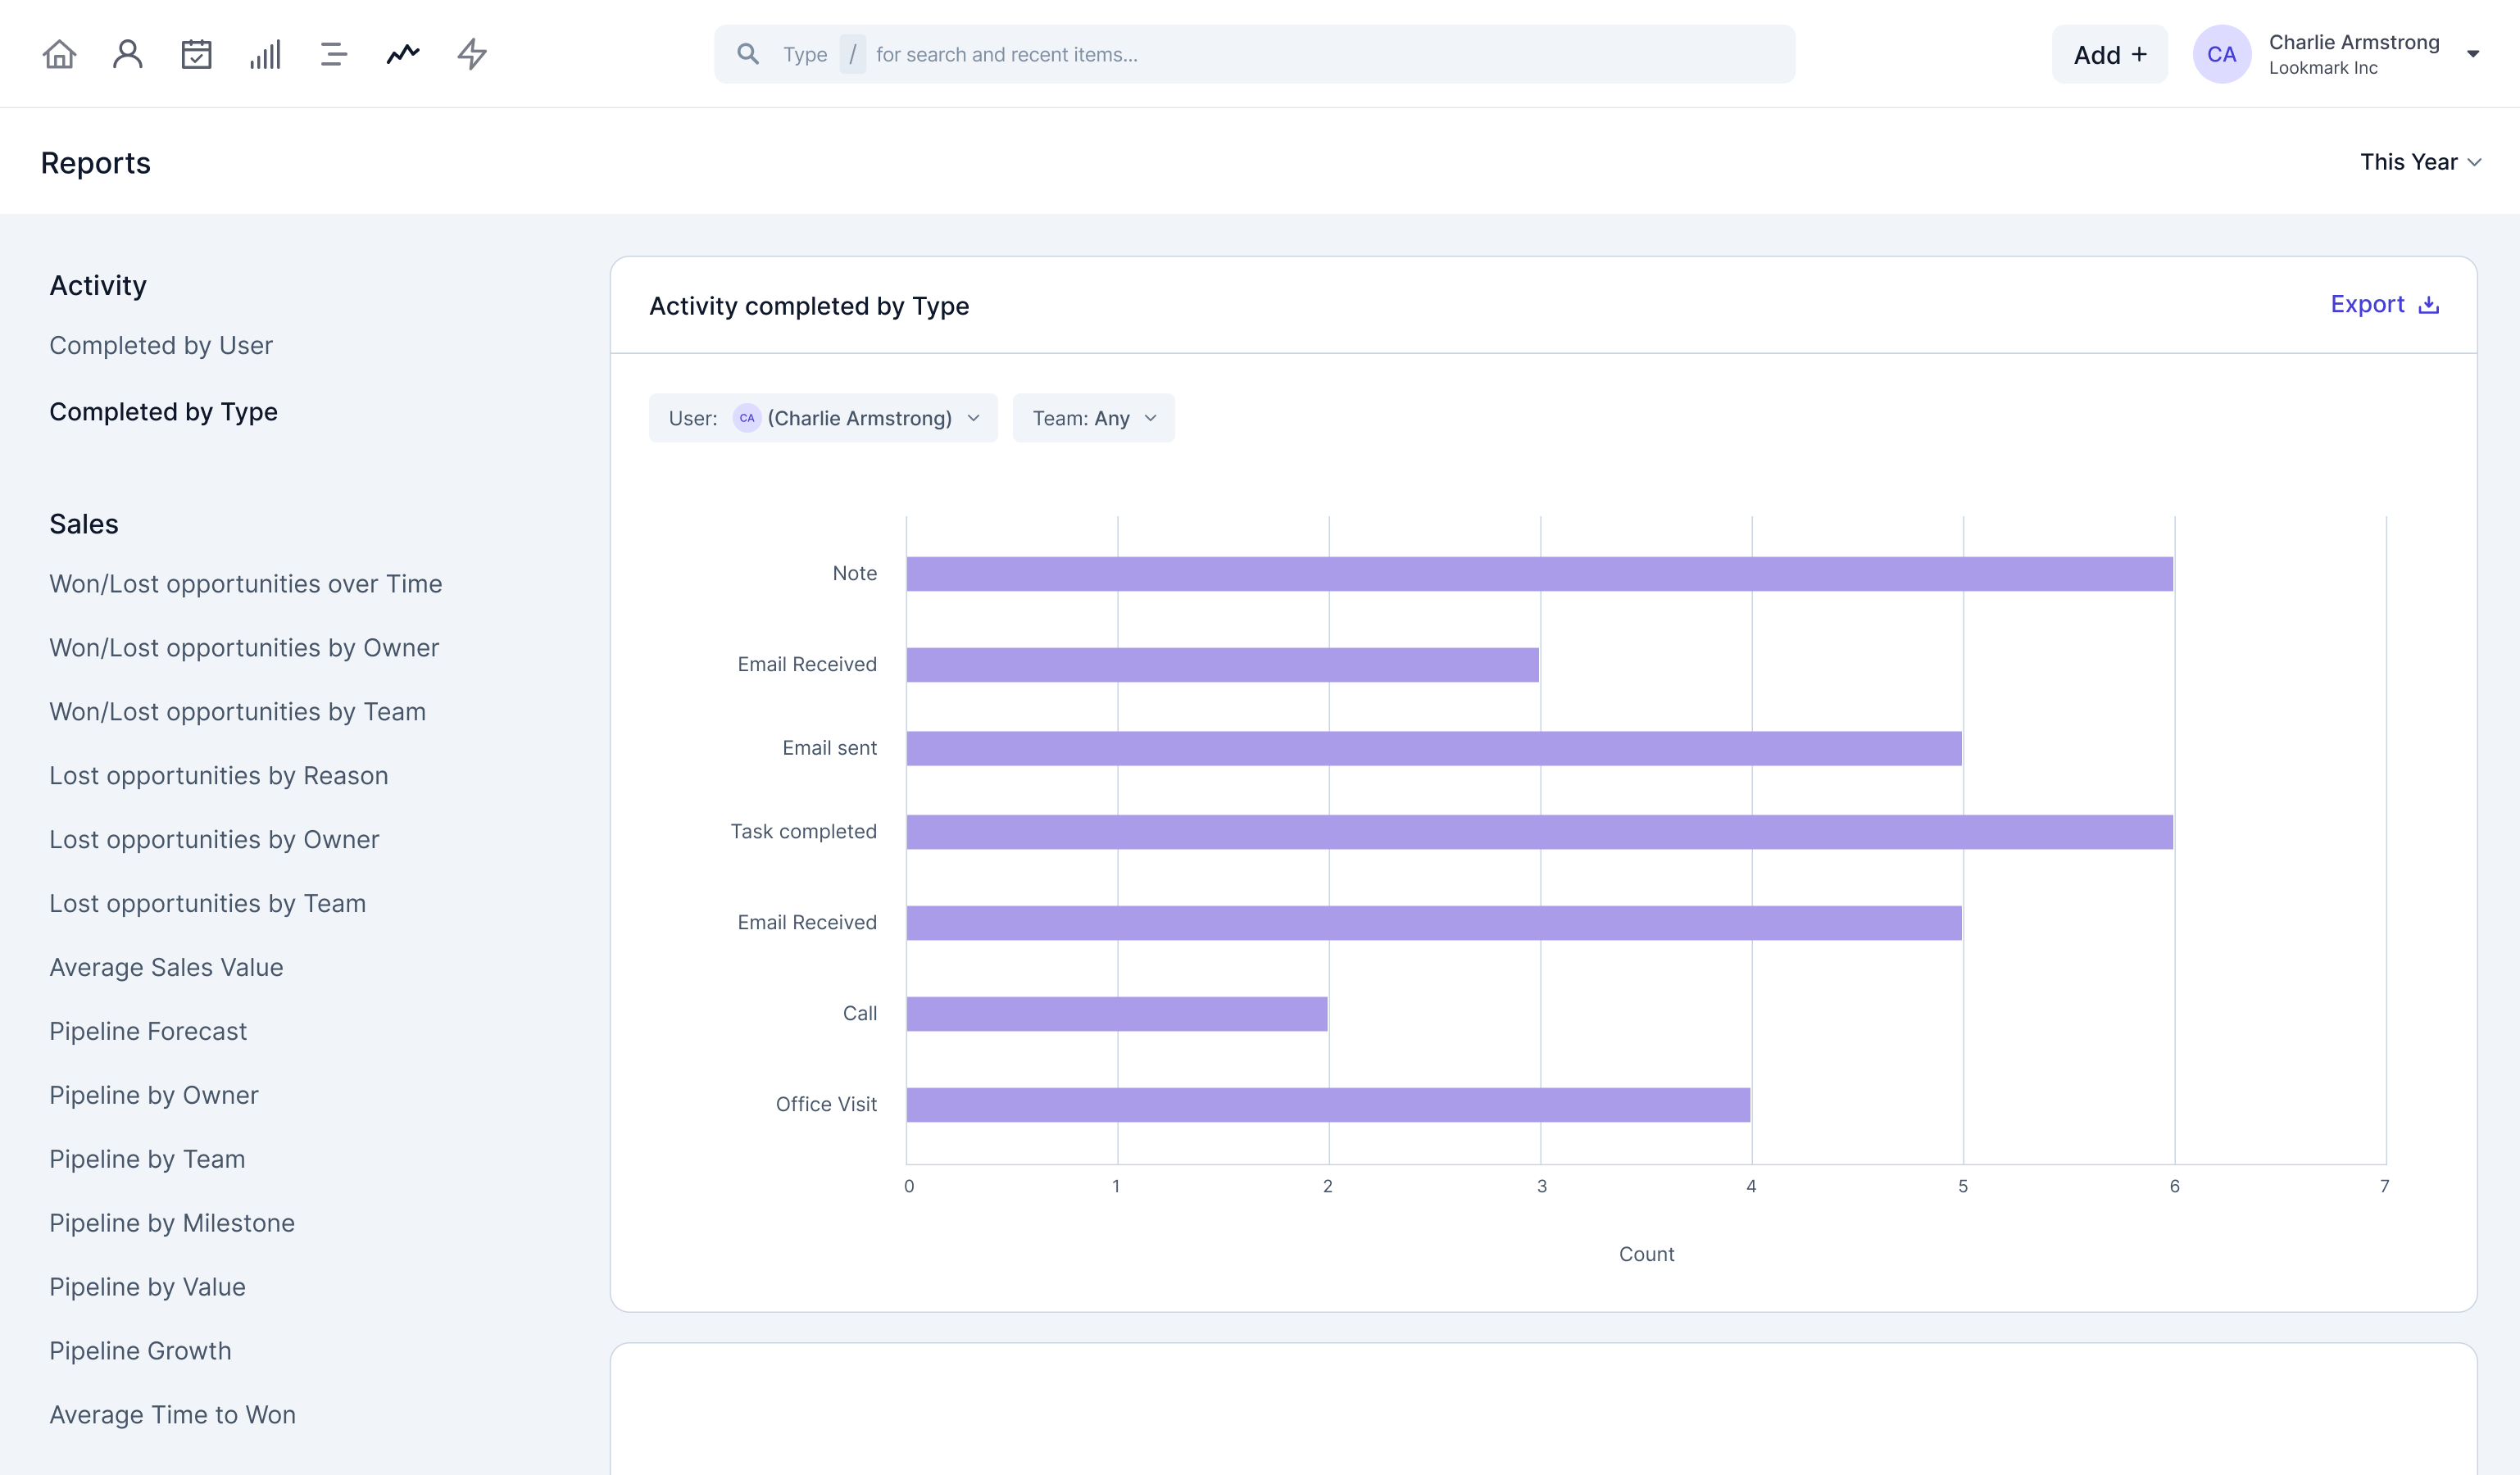 Type / for search and recent items...
Add +
CA
Charlie Armstrong
Lookmark Inc
Reports
This Year
Activity
Completed by User
Completed by Type
Sales
Won/Lost opportunities over Time
Won/Lost opportunities by Owner
Won/Lost opportunities by Team
Lost opportunities by Reason
Lost opportunities by Owner
Lost opportunities by Team
Average Sales Value
Pipeline Forecast
Pipeline by Owner
Pipeline by Team
Pipeline by Milestone
Pipeline by Value
Pipeline Growth
Average Time to Won
Activity completed by Type
Export
User: CA (Charlie Armstrong)
Team: Any
Note
Email Received
Email sent
Task completed
Email Received
Call
Office Visit
0 1 2 3 4 5 6 7
Count